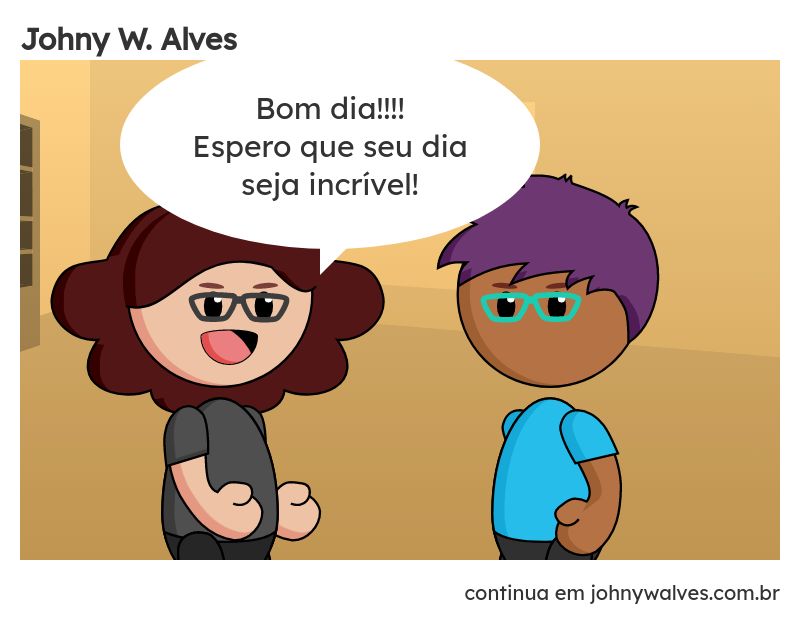 Johny W. Alves
Bom dia!!!!
Espero que seu dia
seja incrível!
continua em johnywalves.com.br